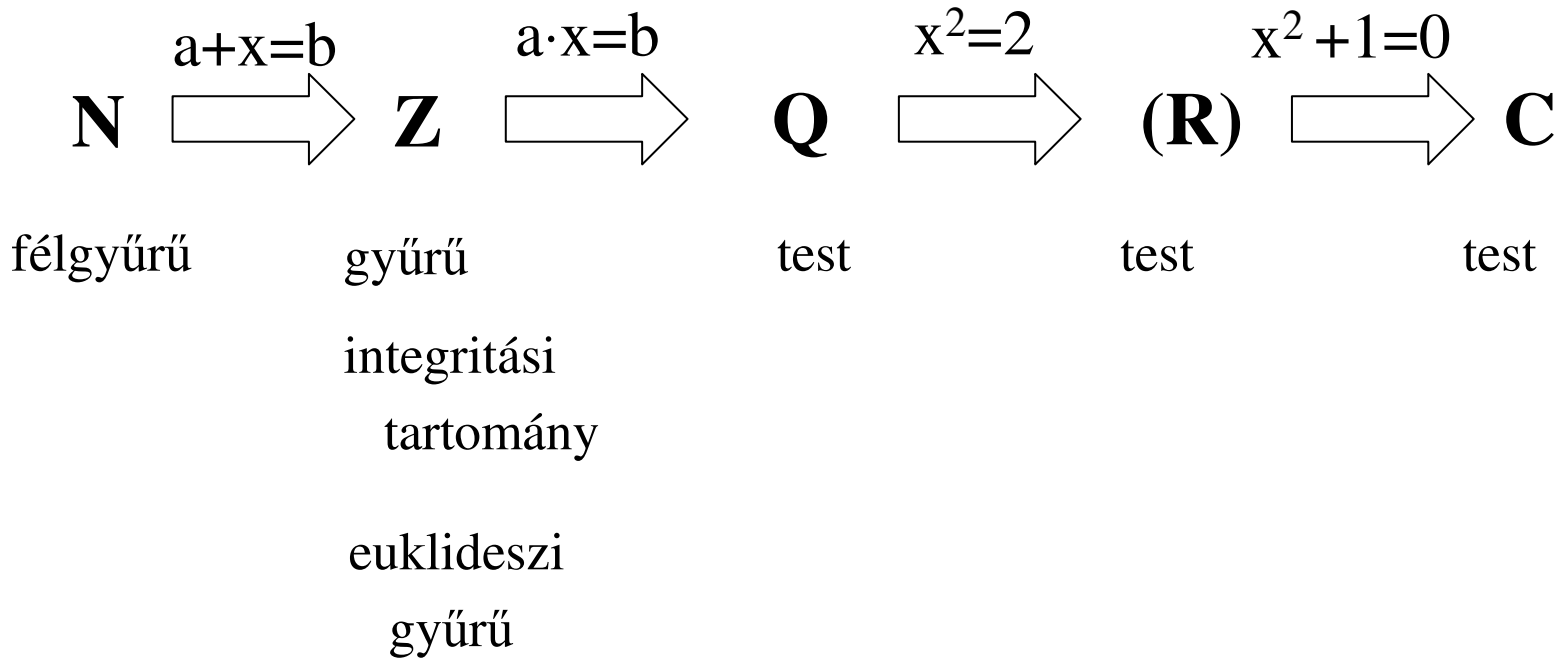 a+x=b a·x=b x²=2 x² +1=0
N Z Q (R) C
félgyűrű gyűrű test test test
integritási
tartomány
euklideszi
gyűrű